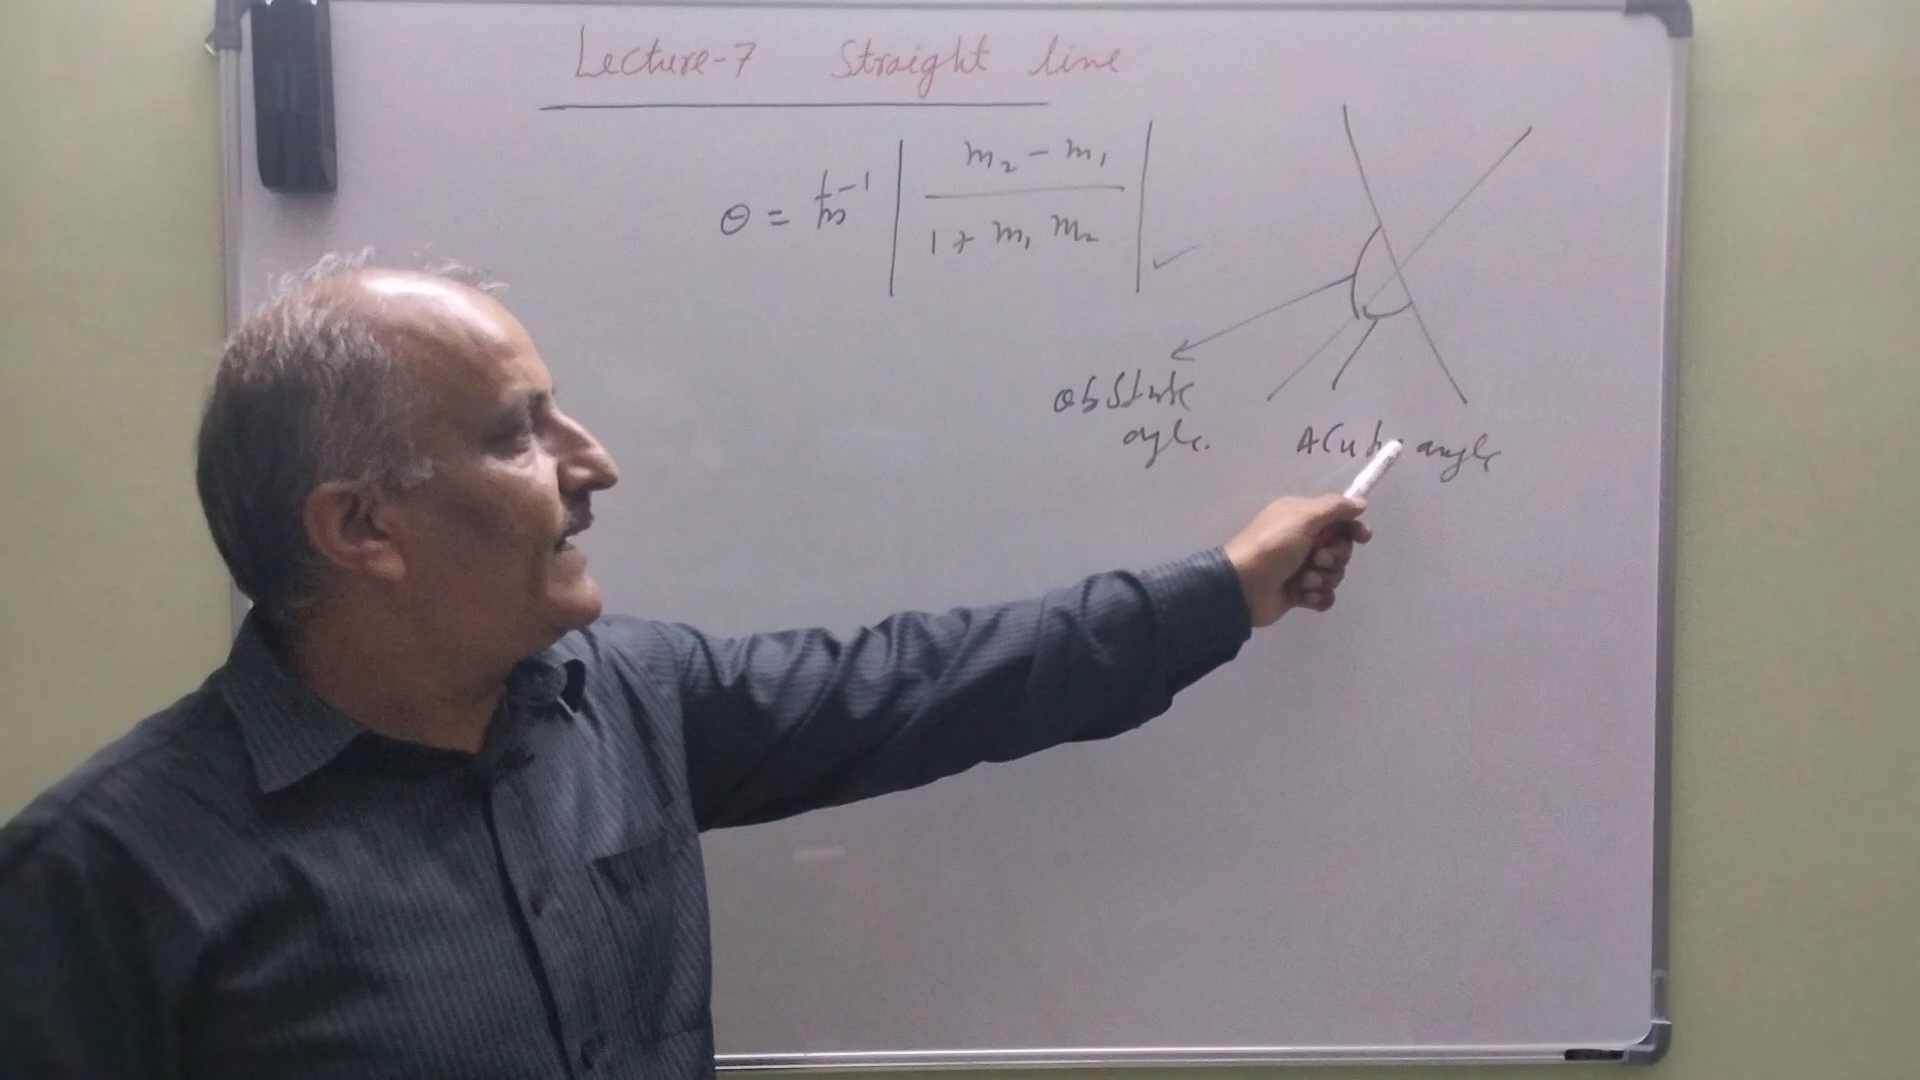 Lecture-7 Straight line
θ = tan⁻¹ | m₂ - m₁ / 1 + m₁ m₂ | ✓
obstute
angle.
Acute angle